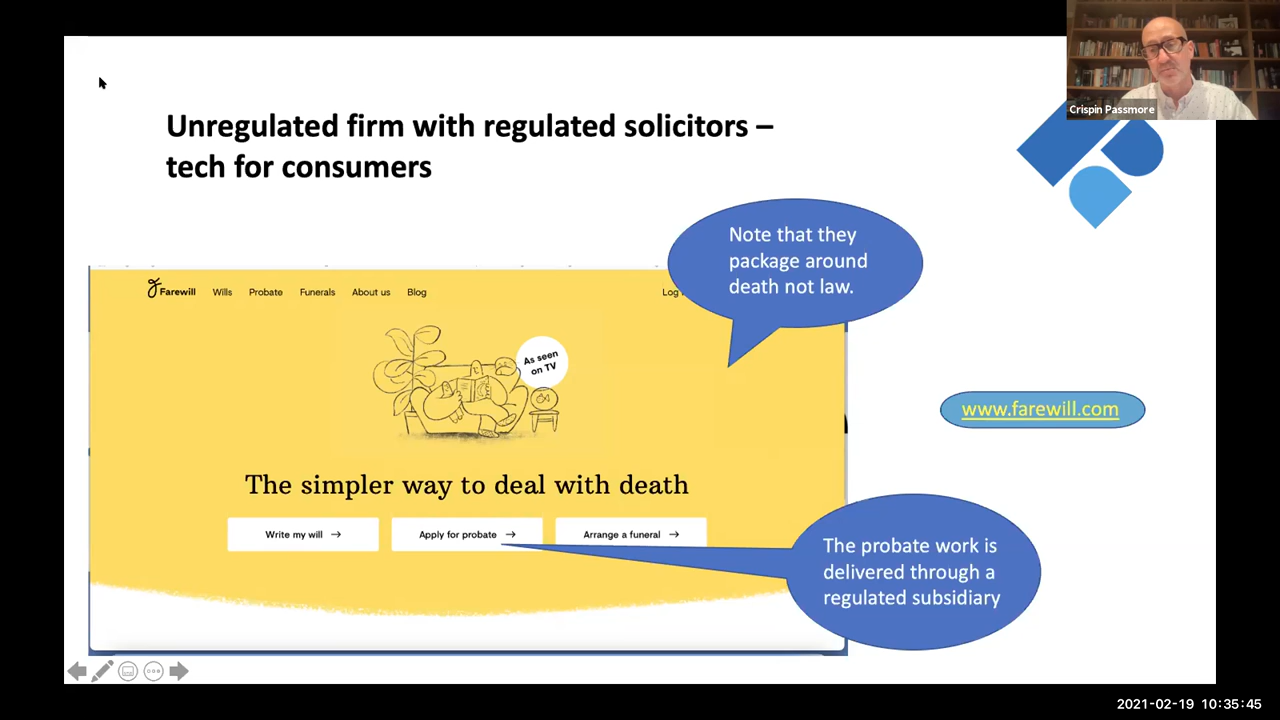 Crispin Passmore
Unregulated firm with regulated solicitors –
tech for consumers
Note that they
package around
death not law.
Farewill Wills Probate Funerals About us Blog Log
As seen
on TV
www.farewill.com
The simpler way to deal with death
Write my will → Apply for probate → Arrange a funeral →
The probate work is
delivered through a
regulated subsidiary
2021-02-19 10:35:45